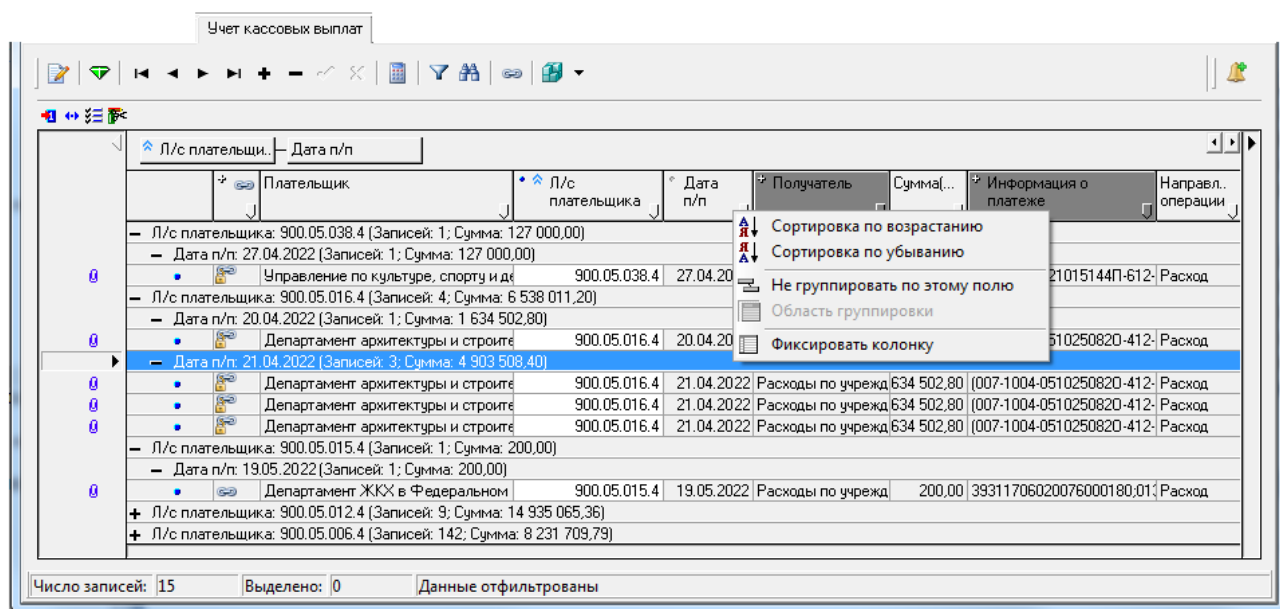 Учет кассовых выплат
Л/с плательщи.. Дата п/п
Плательщик Л/с плательщика Дата п/п Получатель Сумма(... Информация о платеже Направл.. операции
Л/с плательщика: 900.05.038.4 (Записей: 1; Сумма: 127 000,00)
Дата п/п: 27.04.2022 (Записей: 1; Сумма: 127 000,00)
Управление по культуре, спорту и де 900.05.038.4 27.04.20 21015144П-612- Расход
Л/с плательщика: 900.05.016.4 (Записей: 4; Сумма: 6 538 011,20)
Дата п/п: 20.04.2022 (Записей: 1; Сумма: 1 634 502,80)
Департамент архитектуры и строите 900.05.016.4 20.04.20 510250820-412- Расход
Дата п/п: 21.04.2022 (Записей: 3; Сумма: 4 903 508,40)
Департамент архитектуры и строите 900.05.016.4 21.04.2022 Расходы по учрежд 634 502,80 (007-1004-0510250820-412- Расход
Департамент архитектуры и строите 900.05.016.4 21.04.2022 Расходы по учрежд 634 502,80 (007-1004-0510250820-412- Расход
Департамент архитектуры и строите 900.05.016.4 21.04.2022 Расходы по учрежд 634 502,80 (007-1004-0510250820-412- Расход
Л/с плательщика: 900.05.015.4 (Записей: 1; Сумма: 200,00)
Дата п/п: 19.05.2022 (Записей: 1; Сумма: 200,00)
Департамент ЖКХ в Федеральном 900.05.015.4 19.05.2022 Расходы по учрежд 200,00 39311706020076000180;013 Расход
Л/с плательщика: 900.05.012.4 (Записей: 9; Сумма: 14 935 065,36)
Л/с плательщика: 900.05.006.4 (Записей: 142; Сумма: 8 231 709,79)
Сортировка по возрастанию
Сортировка по убыванию
Не группировать по этому полю
Область группировки
Фиксировать колонку
Число записей: 15 Выделено: 0 Данные отфильтрованы